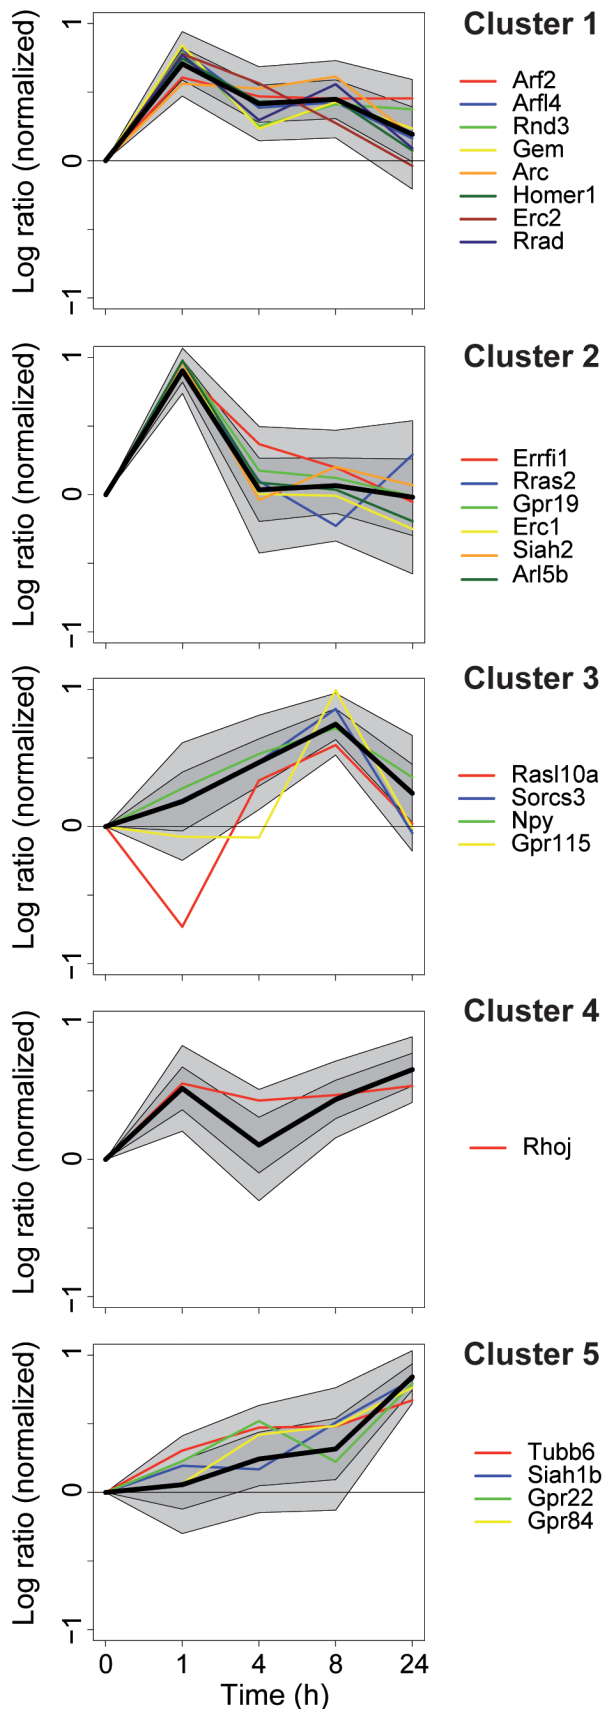 Cluster 1
Log ratio (normalized)
1
0
−1
Arf2
Arfl4
Rnd3
Gem
Arc
Homer1
Erc2
Rrad
Cluster 2
Log ratio (normalized)
1
0
−1
Errfi1
Rras2
Gpr19
Erc1
Siah2
Arl5b
Cluster 3
Log ratio (normalized)
1
0
−1
Rasl10a
Sorcs3
Npy
Gpr115
Cluster 4
Log ratio (normalized)
1
0
−1
Rhoj
Cluster 5
Log ratio (normalized)
1
0
−1
Tubb6
Siah1b
Gpr22
Gpr84
0 1 4 8 24
Time (h)